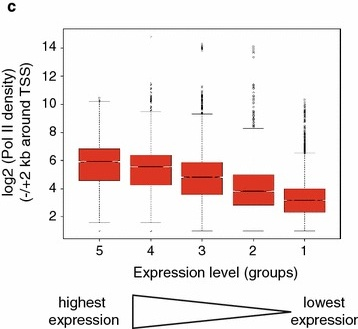 c
log2 (Pol II density)
(-/+2 kb around TSS)
14
12
10
8
6
4
2
5 4 3 2 1
Expression level (groups)
highest lowest
expression expression